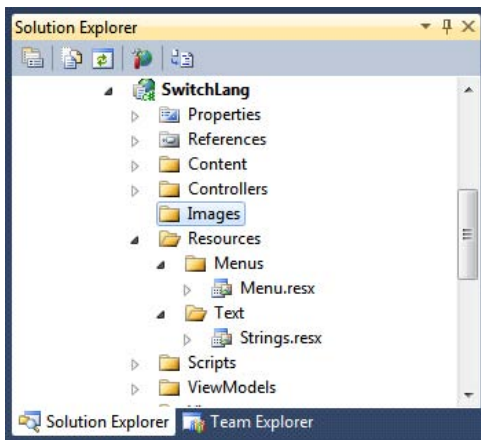 Solution Explorer
SwitchLang
Properties
References
Content
Controllers
Images
Resources
Menus
Menu.resx
Text
Strings.resx
Scripts
ViewModels
Solution Explorer Team Explorer